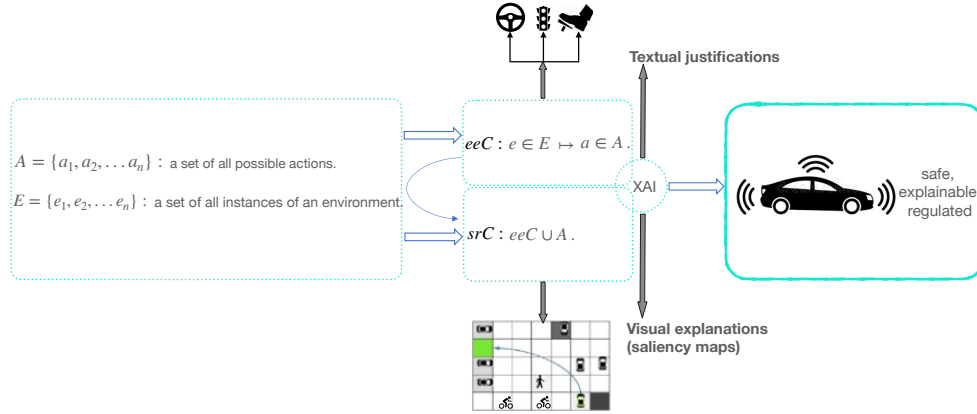 Textual justifications
A = {a₁, a₂, . . . aₙ} : a set of all possible actions.
E = {e₁, e₂, . . . eₙ} : a set of all instances of an environment.
eeC : e ∈ E ↦ a ∈ A .
srC : eeC ∪ A .
XAI
safe,
explainable
regulated
Visual explanations
(saliency maps)